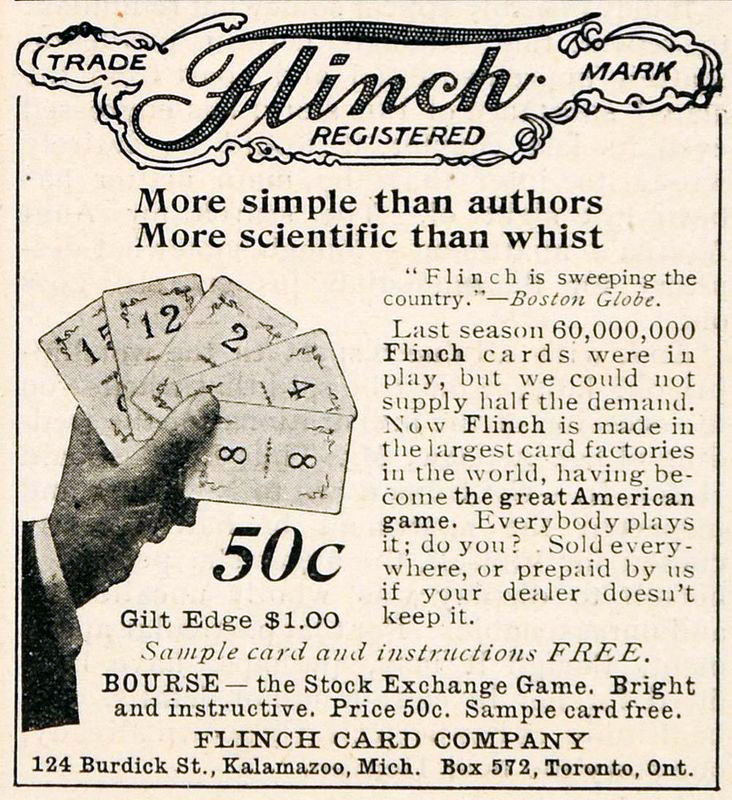 TRADE
Flinch
MARK
REGISTERED
More simple than authors
More scientific than whist
"Flinch is sweeping the
country."—Boston Globe.
Last season 60,000,000
Flinch cards were in
play, but we could not
supply half the demand.
Now Flinch is made in
the largest card factories
in the world, having be-
come the great American
game. Everybody plays
it; do you? . Sold every-
where, or prepaid by us
if your dealer doesn't
keep it.
12
2
4
8 8
50c
Gilt Edge $1.00
Sample card and instructions FREE.
BOURSE — the Stock Exchange Game. Bright
and instructive. Price 50c. Sample card free.
FLINCH CARD COMPANY
124 Burdick St., Kalamazoo, Mich. Box 572, Toronto, Ont.